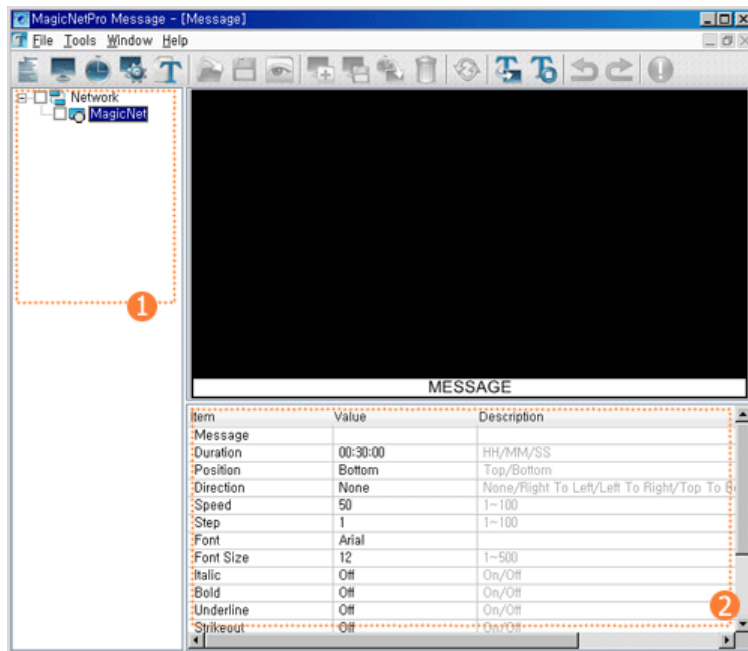 MagicNetPro Message - [Message]
File Tools Window Help
Network
MagicNet
1
MESSAGE
Item Value Description
Message
Duration 00:30:00 HH/MM/SS
Position Bottom Top/Bottom
Direction None None/Right To Left/Left To Right/Top To
Speed 50 1~100
Step 1 1~100
Font Arial
Font Size 12 1~500
Italic Off On/Off
Bold Off On/Off
Underline Off On/Off
2
Strikeout Off On/Off